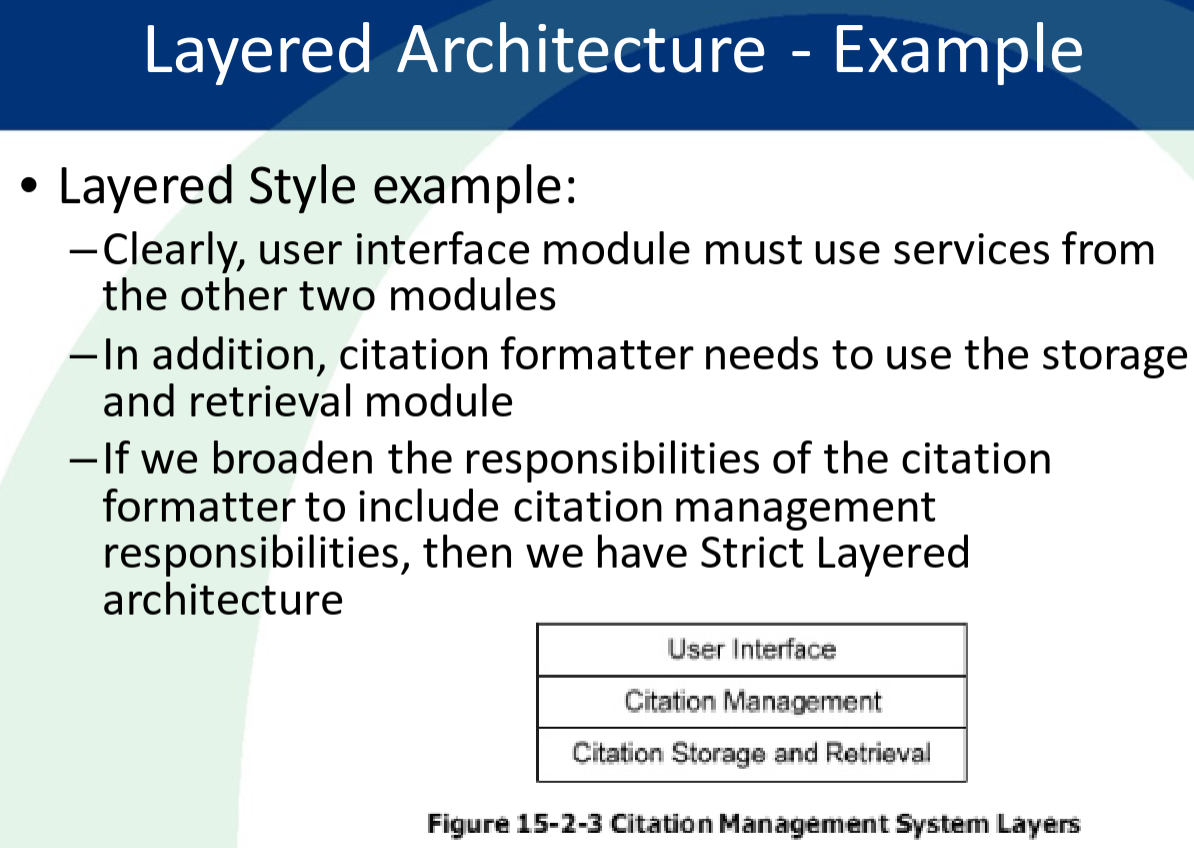 Layered Architecture - Example
• Layered Style example:
–Clearly, user interface module must use services from
the other two modules
–In addition, citation formatter needs to use the storage
and retrieval module
–If we broaden the responsibilities of the citation
formatter to include citation management
responsibilities, then we have Strict Layered
architecture
User Interface
Citation Management
Citation Storage and Retrieval
Figure 15-2-3 Citation Management System Layers